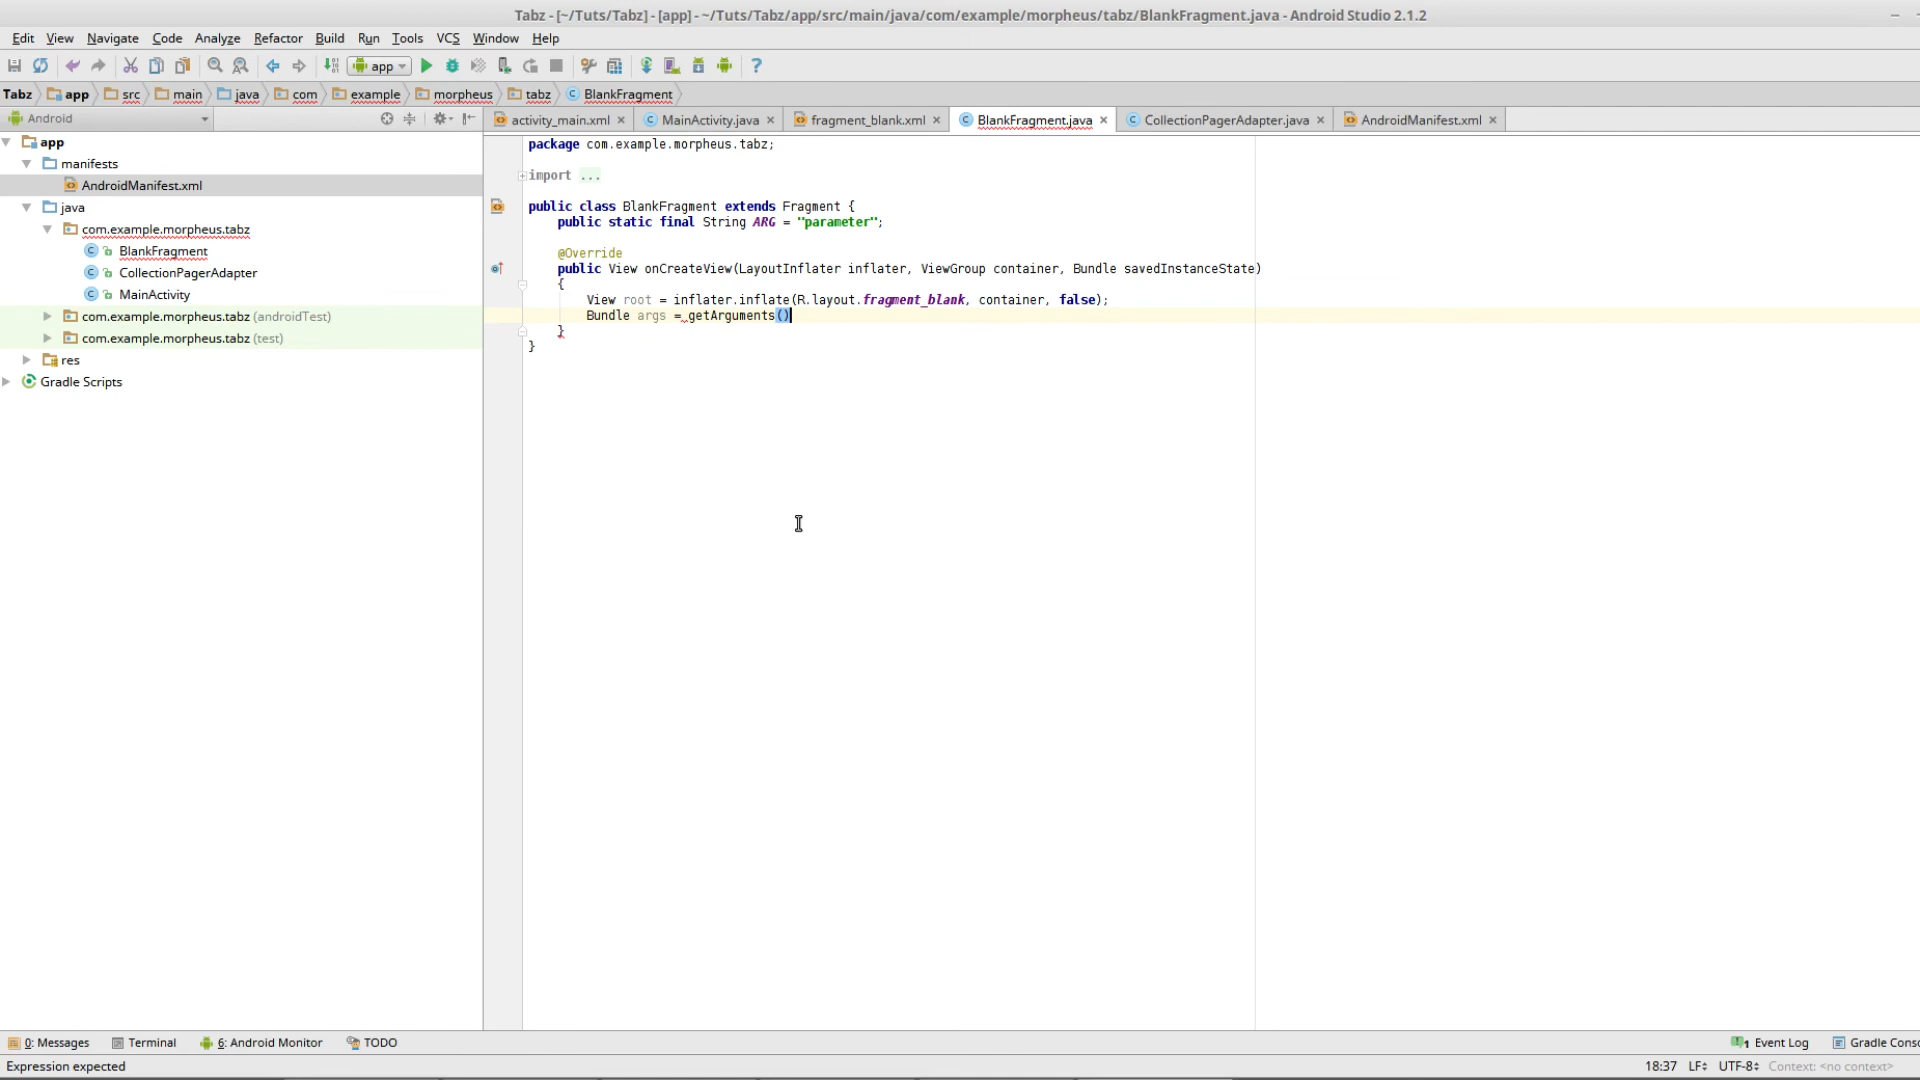 Tabz - [~/Tuts/Tabz] - [app] - ~/Tuts/Tabz/app/src/main/java/com/example/morpheus/tabz/BlankFragment.java - Android Studio 2.1.2
Edit View Navigate Code Analyze Refactor Build Run Tools VCS Window Help
app
Tabz app src main java com example morpheus tabz BlankFragment
Android
activity_main.xml MainActivity.java fragment_blank.xml BlankFragment.java CollectionPagerAdapter.java AndroidManifest.xml
app
manifests
AndroidManifest.xml
java
com.example.morpheus.tabz
BlankFragment
CollectionPagerAdapter
MainActivity
com.example.morpheus.tabz (androidTest)
com.example.morpheus.tabz (test)
res
Gradle Scripts
package com.example.morpheus.tabz;
import ...
public class BlankFragment extends Fragment {
public static final String ARG = "parameter";
@Override
public View onCreateView(LayoutInflater inflater, ViewGroup container, Bundle savedInstanceState)
{
View root = inflater.inflate(R.layout.fragment_blank, container, false);
Bundle args = getArguments()
}
}
0: Messages Terminal 6: Android Monitor TODO
1 Event Log Gradle Conso
Expression expected
18:37 LF UTF-8 Context: <no context>